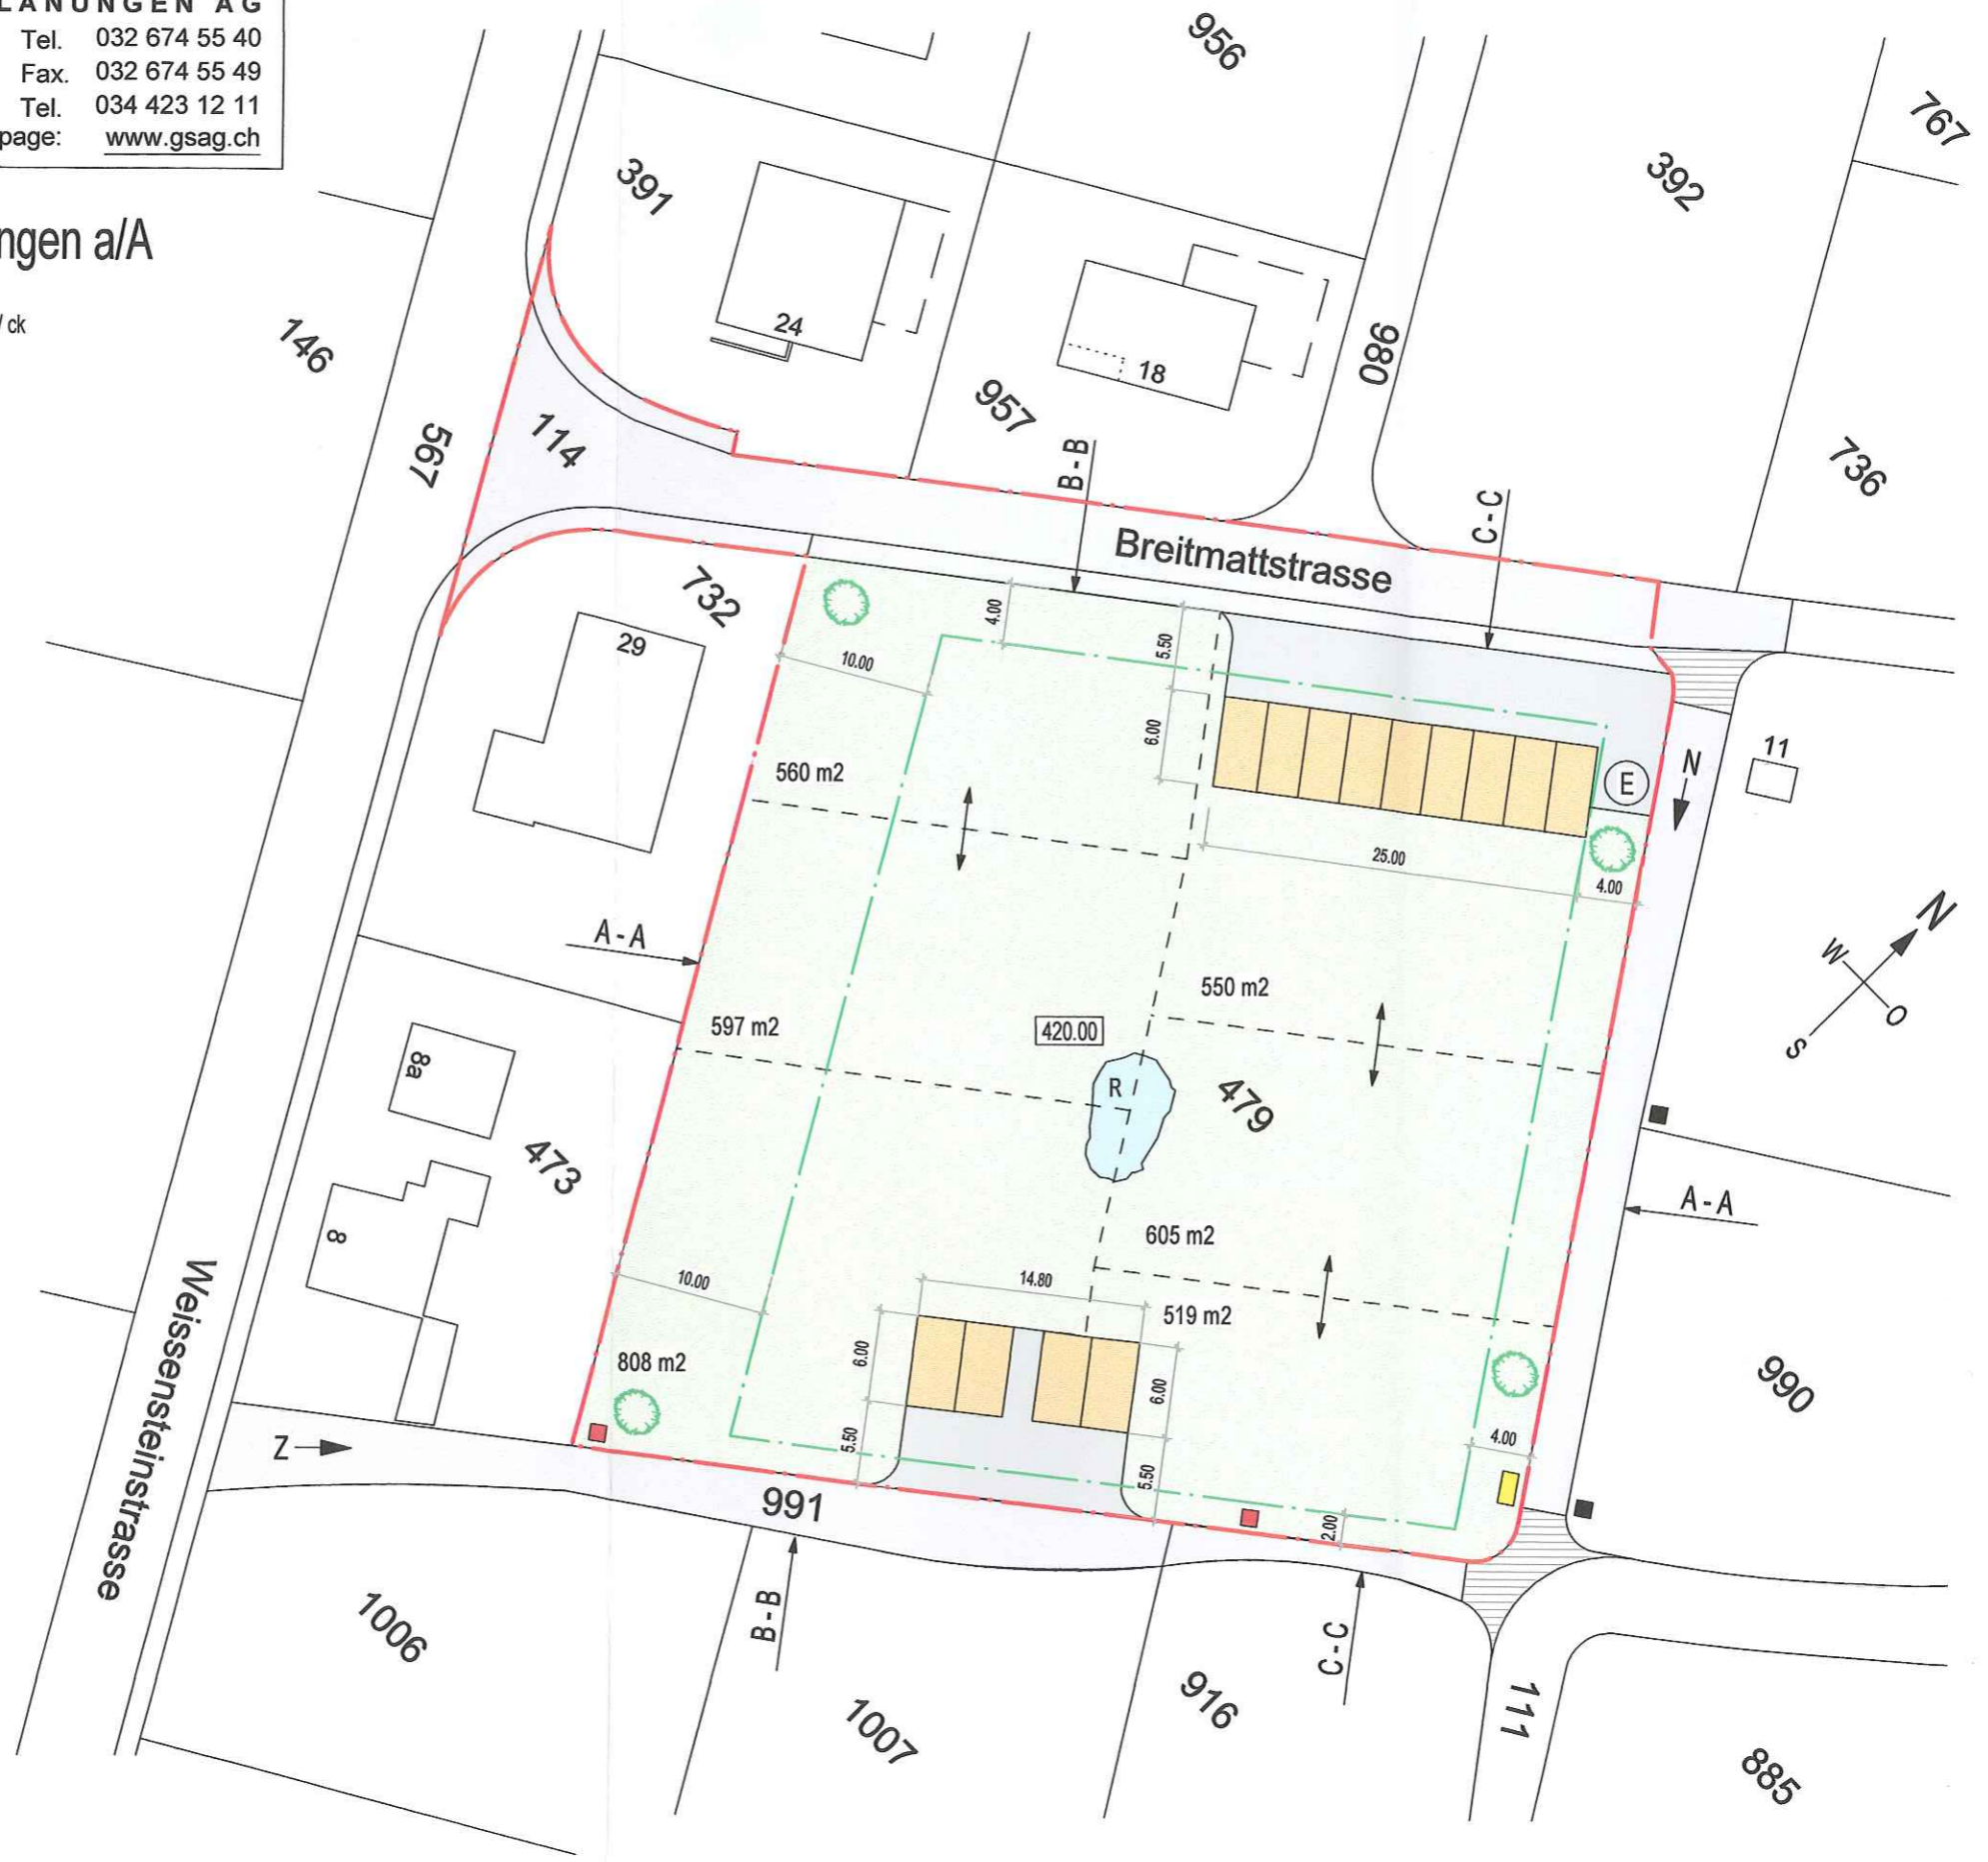 LANUNGEN AG
Tel. 032 674 55 40
Fax. 032 674 55 49
Tel. 034 423 12 11
page: www.gsag.ch
ngen a/A
/ ck
956
767
392
391
146
24
18
980
957
567
114
736
B - B
C - C
Breitmattstrasse
732
29
4.00
5.50
10.00
6.00
560 m2
11
N
E
25.00
4.00
N
W
O
S
A - A
550 m2
597 m2
420.00
R
479
8a
473
8
A - A
605 m2
10.00
14.80
519 m2
6.00
808 m2
6.00
990
5.50
4.00
5.50
Z
991
2.00
Weissensteinstrasse
B - B
C - C
1006
1007
916
111
885